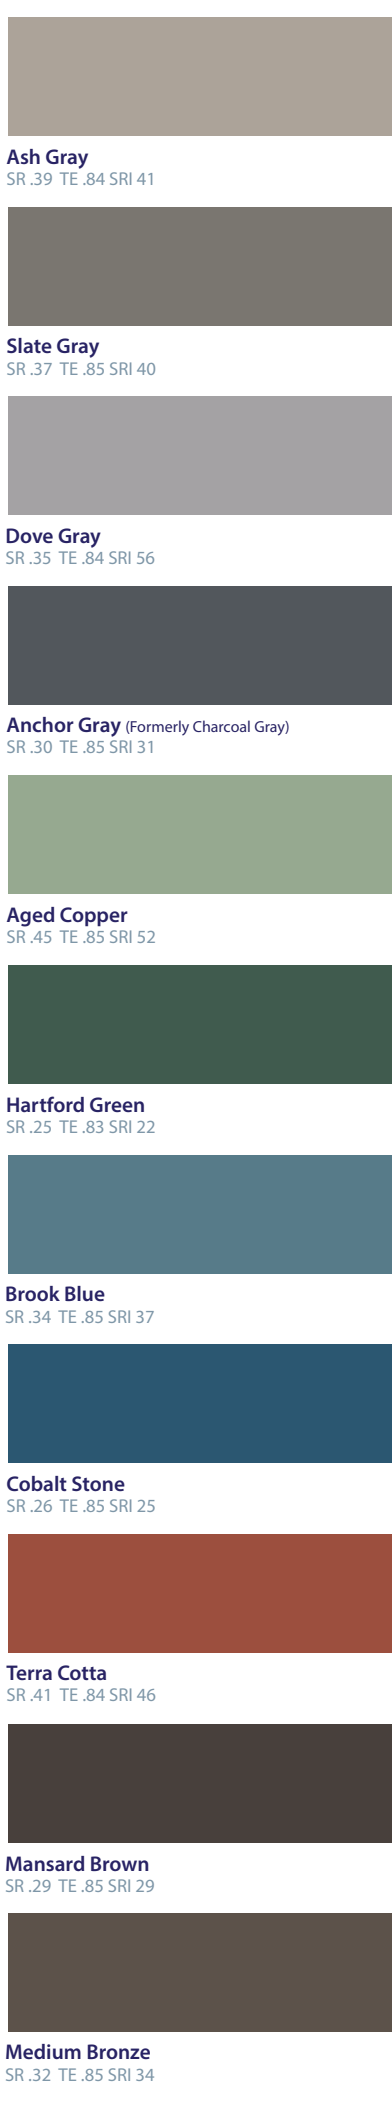 Ash Gray
SR .39 TE .84 SRI 41
Slate Gray
SR .37 TE .85 SRI 40
Dove Gray
SR .35 TE .84 SRI 56
Anchor Gray (Formerly Charcoal Gray)
SR .30 TE .85 SRI 31
Aged Copper
SR .45 TE .85 SRI 52
Hartford Green
SR .25 TE .83 SRI 22
Brook Blue
SR .34 TE .85 SRI 37
Cobalt Stone
SR .26 TE .85 SRI 25
Terra Cotta
SR .41 TE .84 SRI 46
Mansard Brown
SR .29 TE .85 SRI 29
Medium Bronze
SR .32 TE .85 SRI 34